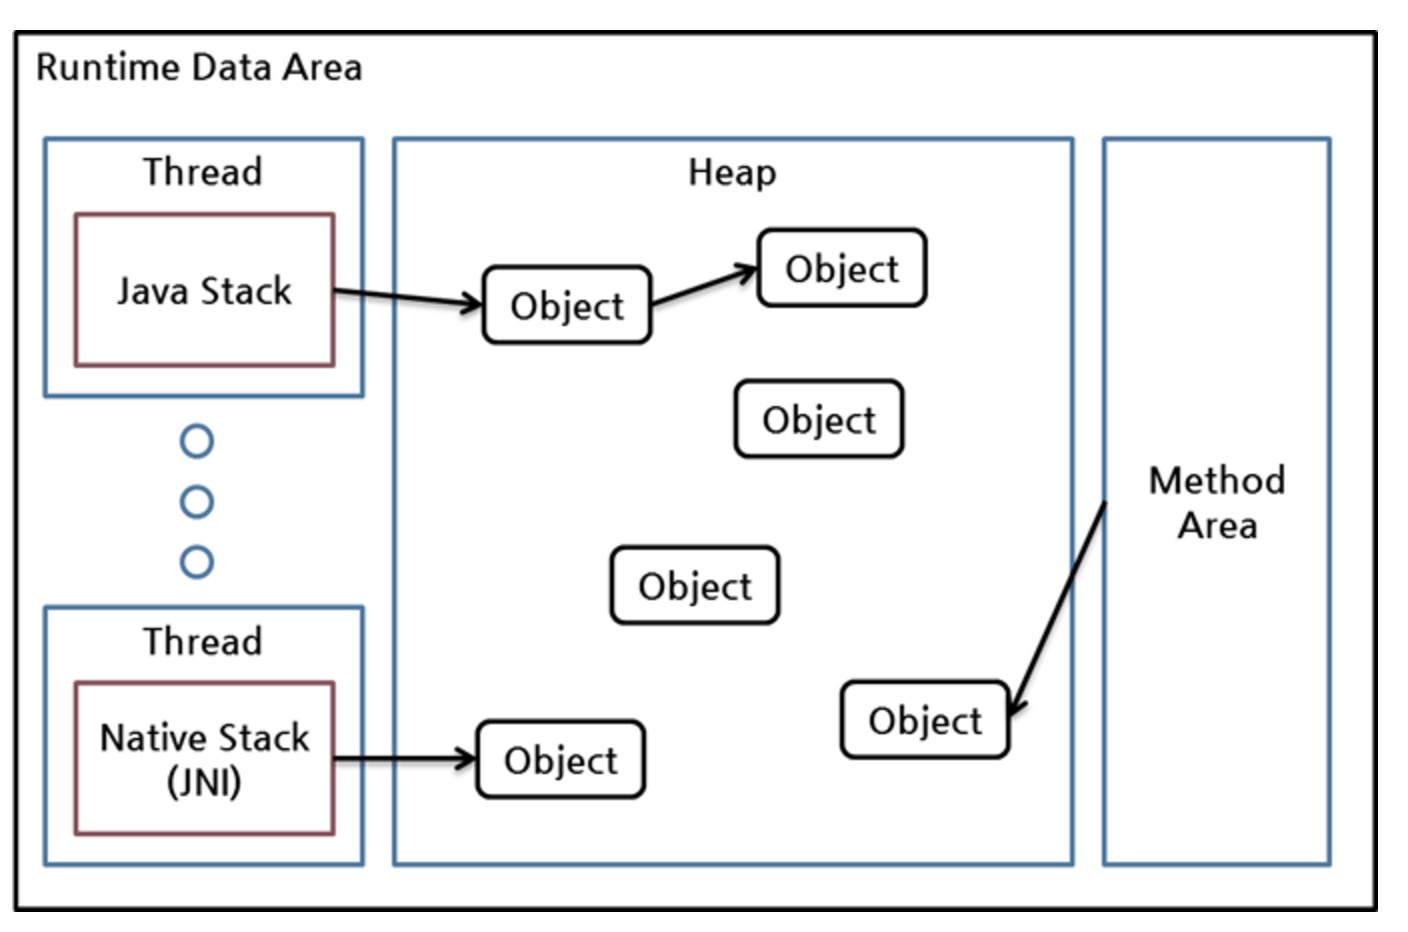 Runtime Data Area
Thread
Java Stack
Thread
Native Stack
(JNI)
Heap
Object
Object
Object
Object
Object
Object
Method
Area